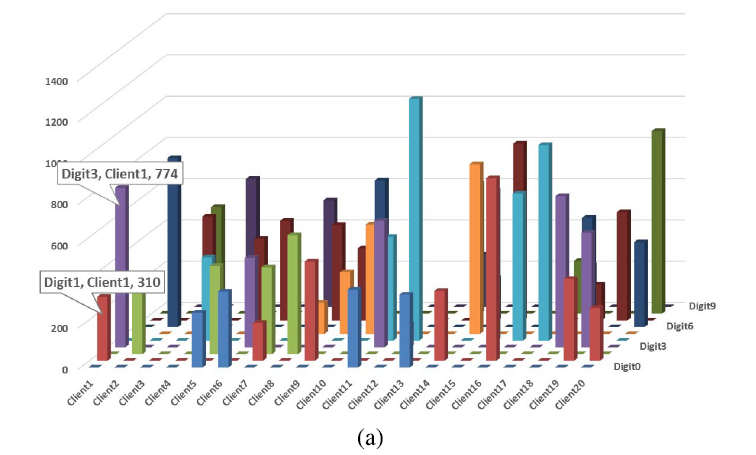 1400
1200
1000
Digit3, Client1, 774
800
600
400
Digit1, Client1, 310
200
0
Digit9
Digit6
Digit3
Digit0
Client1
Client2
Client3
Client4
Client5
Client6
Client7
Client8
Client9
Client10
Client11
Client12
Client13
Client14
Client15
Client16
Client17
Client18
Client19
Client20
(a)